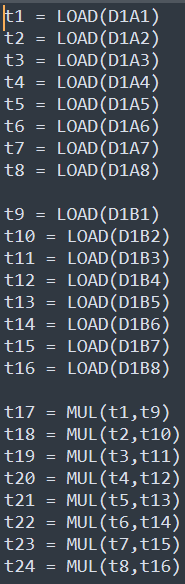 t1 = LOAD(D1A1)
t2 = LOAD(D1A2)
t3 = LOAD(D1A3)
t4 = LOAD(D1A4)
t5 = LOAD(D1A5)
t6 = LOAD(D1A6)
t7 = LOAD(D1A7)
t8 = LOAD(D1A8)

t9 = LOAD(D1B1)
t10 = LOAD(D1B2)
t11 = LOAD(D1B3)
t12 = LOAD(D1B4)
t13 = LOAD(D1B5)
t14 = LOAD(D1B6)
t15 = LOAD(D1B7)
t16 = LOAD(D1B8)

t17 = MUL(t1,t9)
t18 = MUL(t2,t10)
t19 = MUL(t3,t11)
t20 = MUL(t4,t12)
t21 = MUL(t5,t13)
t22 = MUL(t6,t14)
t23 = MUL(t7,t15)
t24 = MUL(t8,t16)